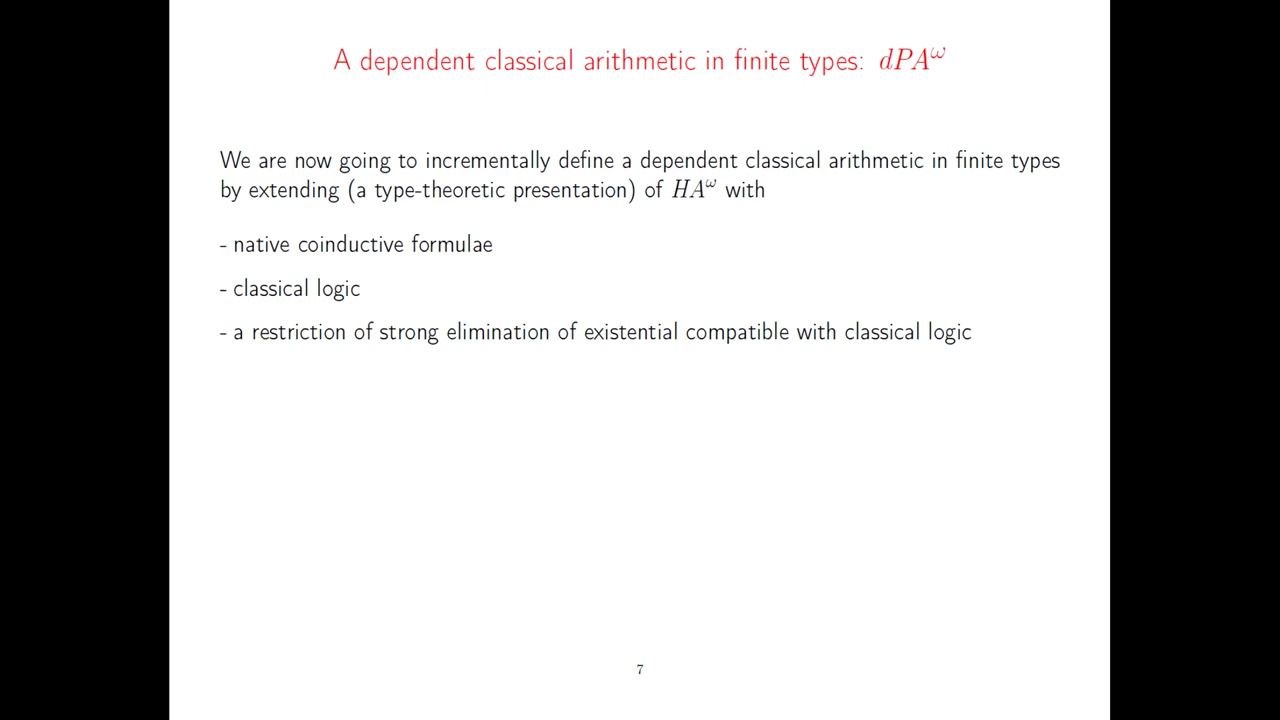 A dependent classical arithmetic in finite types: dPA^ω
We are now going to incrementally define a dependent classical arithmetic in finite types
by extending (a type-theoretic presentation) of HA^ω with
- native coinductive formulae
- classical logic
- a restriction of strong elimination of existential compatible with classical logic
7